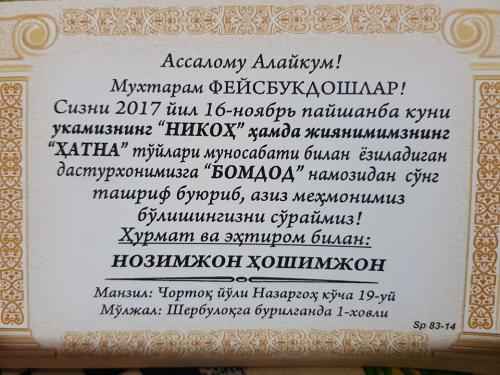 Ассалому Алайкум!
Мухтарам ФЕЙСБУКДОШЛАР!
Сизни 2017 йил 16-ноябрь пайшанба куни
укамизнинг “НИКОҲ” ҳамда жиянимимзнинг
“ҲАТНА” тўйлари муносабати билан ёзиладиган
дастурхонимизга “БОМДОД” намозидан сўнг
ташриф буюриб, азиз меҳмонимиз
бўлишингизни сўраймиз!
Ҳурмат ва эҳтиром билан:
НОЗИМЖОН ҲОШИМЖОН
Манзил: Чортоқ йўли Назаргоҳ кўча 19-уй
Мўлжал: Шербулоқга бурилганда 1-ховли
Sp 83-14